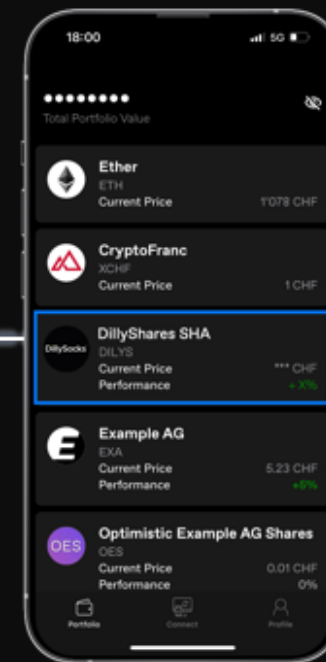 18:00
5G
••••••••
Total Portfolio Value
Ether
ETH
Current Price 1'078 CHF
CryptoFranc
XCHF
Current Price 1 CHF
DillySocks
DillyShares SHA
DILYS
Current Price *** CHF
Performance + X%
Example AG
EXA
Current Price 5.23 CHF
Performance +5%
OES
Optimistic Example AG Shares
OES
Current Price 0.01 CHF
Performance 0%
Portfolio Connect Profile